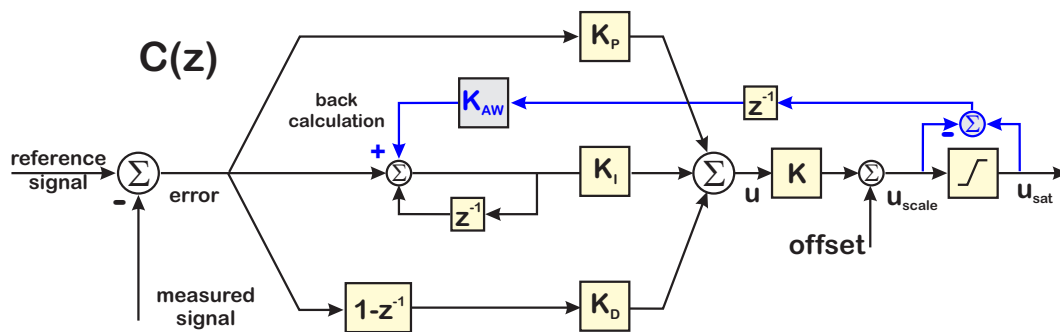 C(z)
K_P
K_AW
z⁻¹
back
calculation
+
-
Σ
reference
signal
Σ
-
error
Σ
K_I
Σ
u
K
Σ
u_scale
u_sat
z⁻¹
offset
measured
signal
1-z⁻¹
K_D